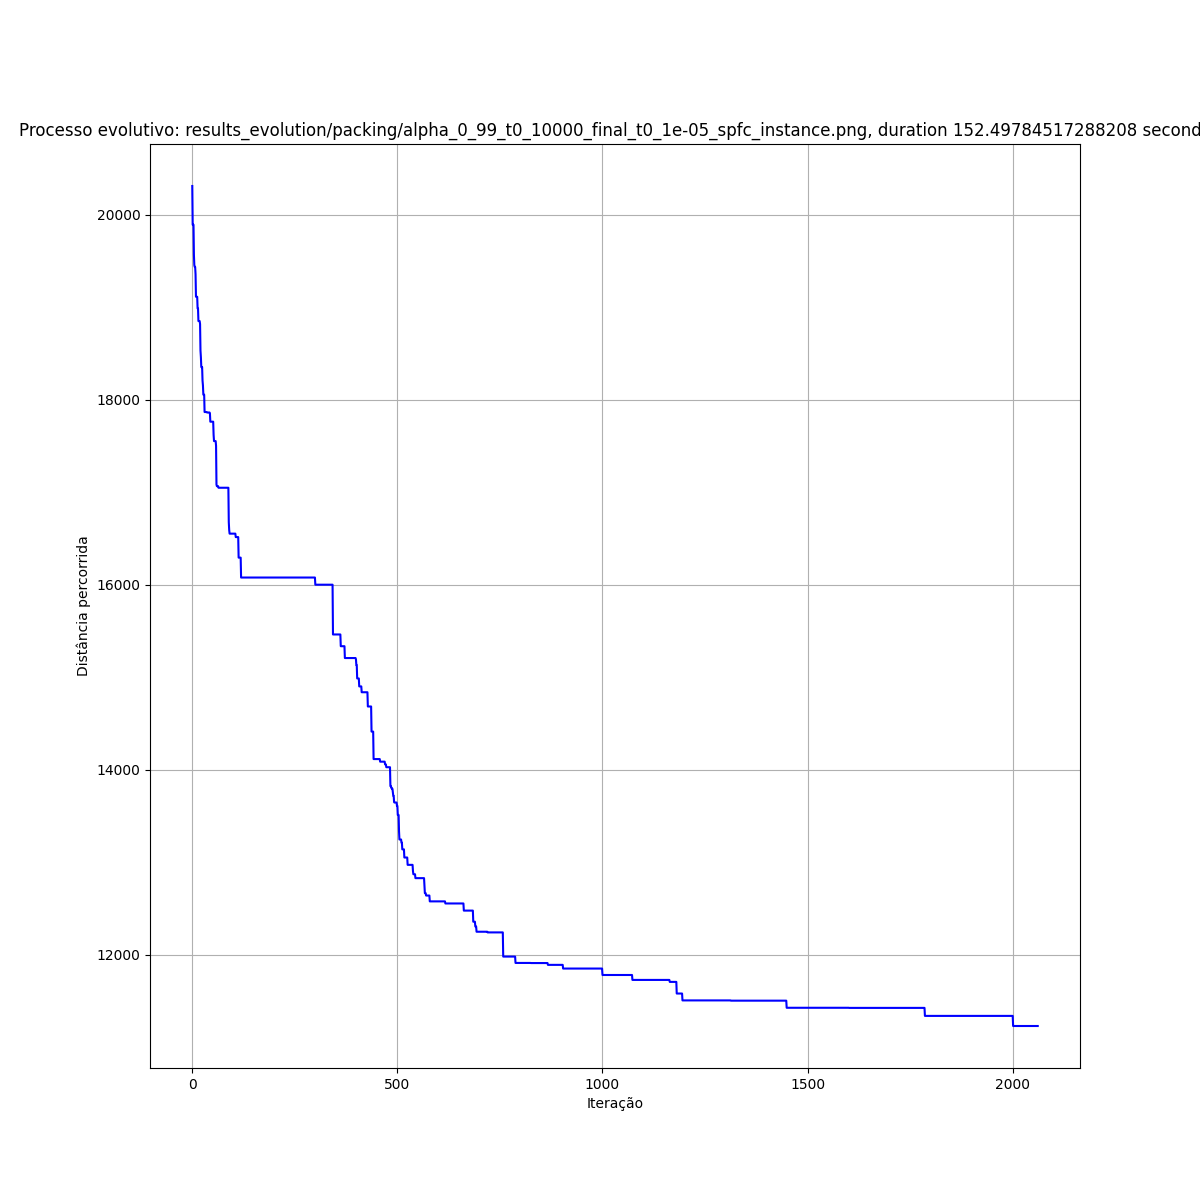 Processo evolutivo: results_evolution/packing/alpha_0_99_t0_10000_final_t0_1e-05_spfc_instance.png, duration 152.49784517288208 second
20000
18000
16000
14000
12000
Distância percorrida
0 500 1000 1500 2000
Iteração